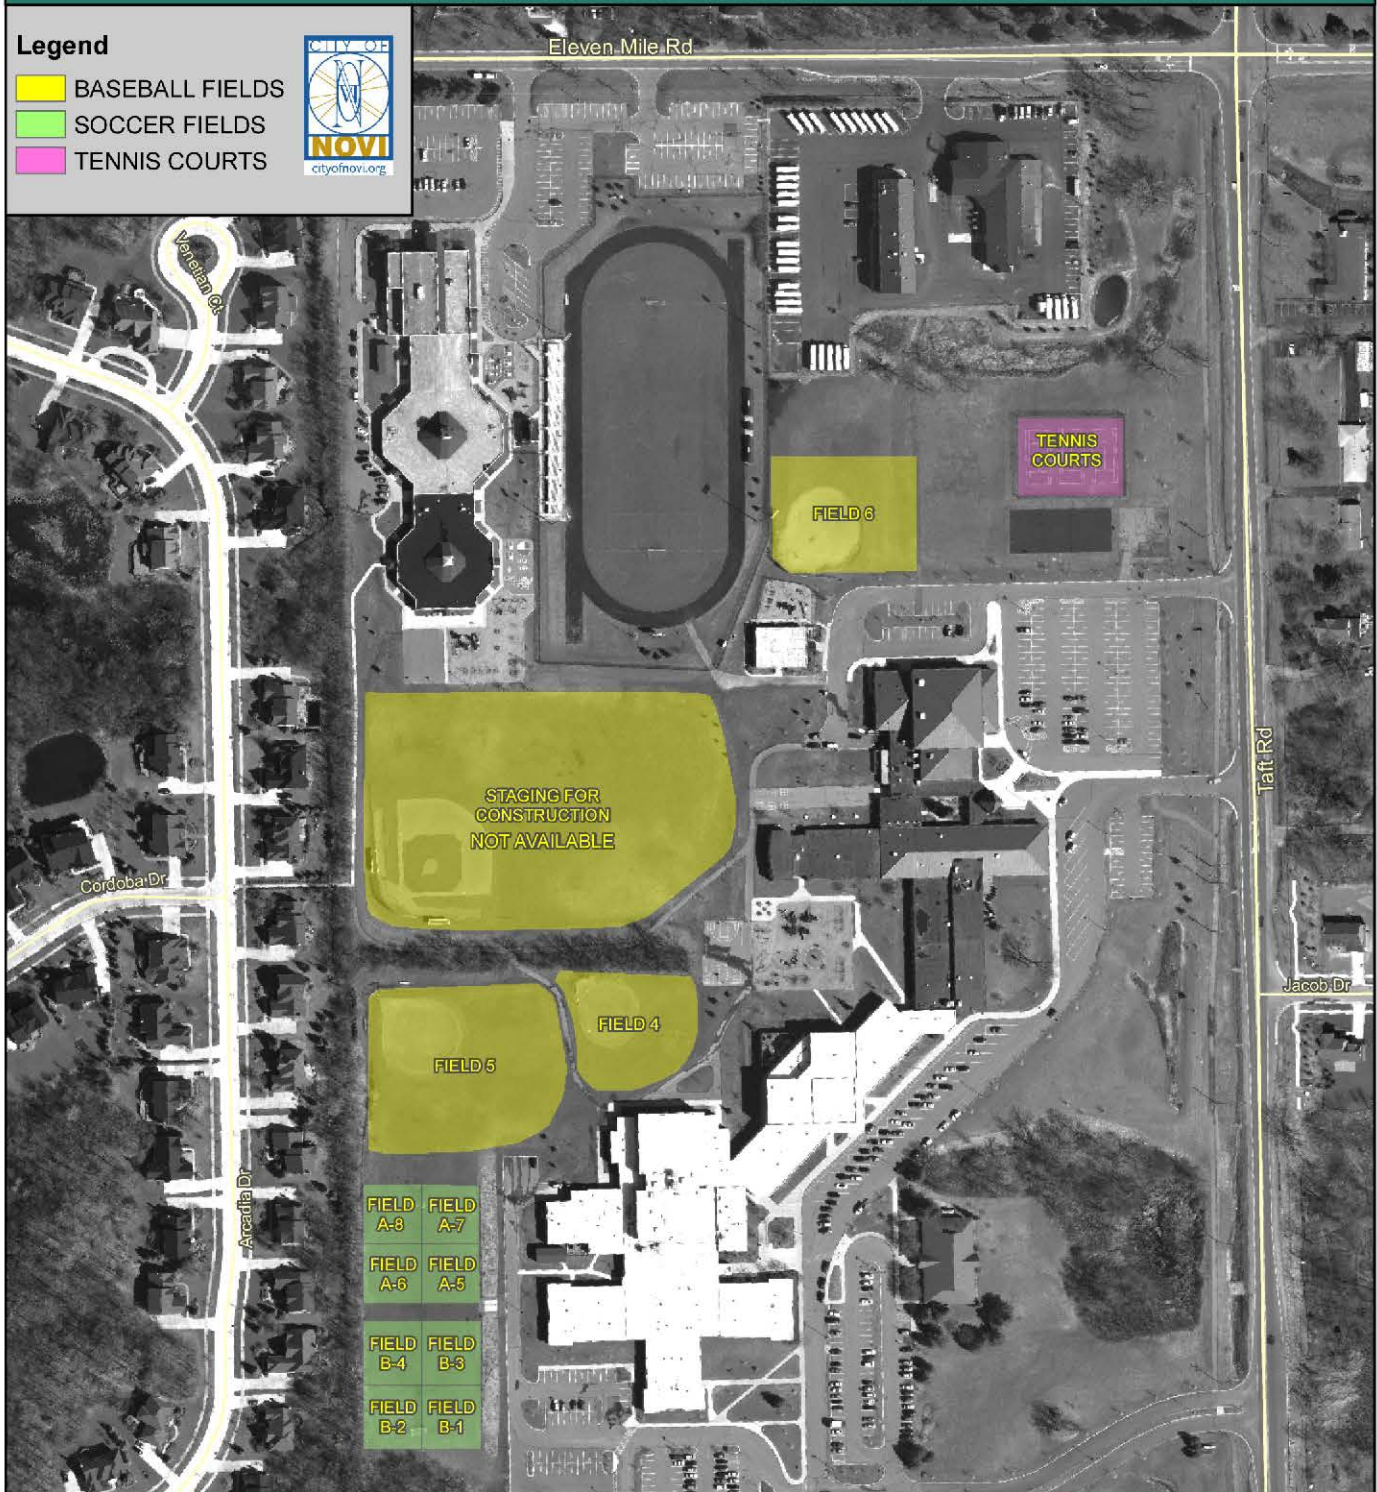 Legend
BASEBALL FIELDS
SOCCER FIELDS
TENNIS COURTS
CITY OF
NOVI
cityofnovi.org
Eleven Mile Rd
Venetian Ct
TENNIS
COURTS
FIELD 6
Taft Rd
STAGING FOR
CONSTRUCTION
NOT AVAILABLE
Cordoba Dr
Jacob Dr
FIELD 4
FIELD 5
Arcadia Dr
FIELD
A-8
FIELD
A-7
FIELD
A-6
FIELD
A-5
FIELD
B-4
FIELD
B-3
FIELD
B-2
FIELD
B-1